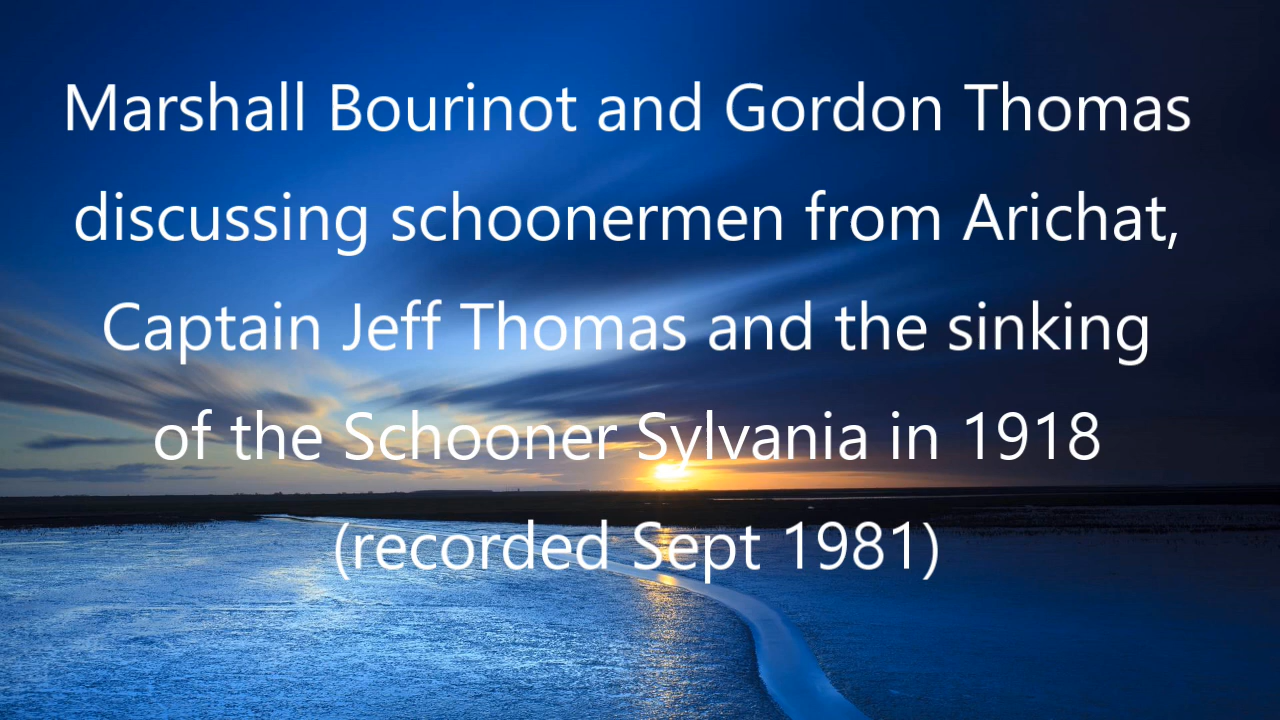 Marshall Bourinot and Gordon Thomas
discussing schoonermen from Arichat,
Captain Jeff Thomas and the sinking
of the Schooner Sylvania in 1918
(recorded Sept 1981)